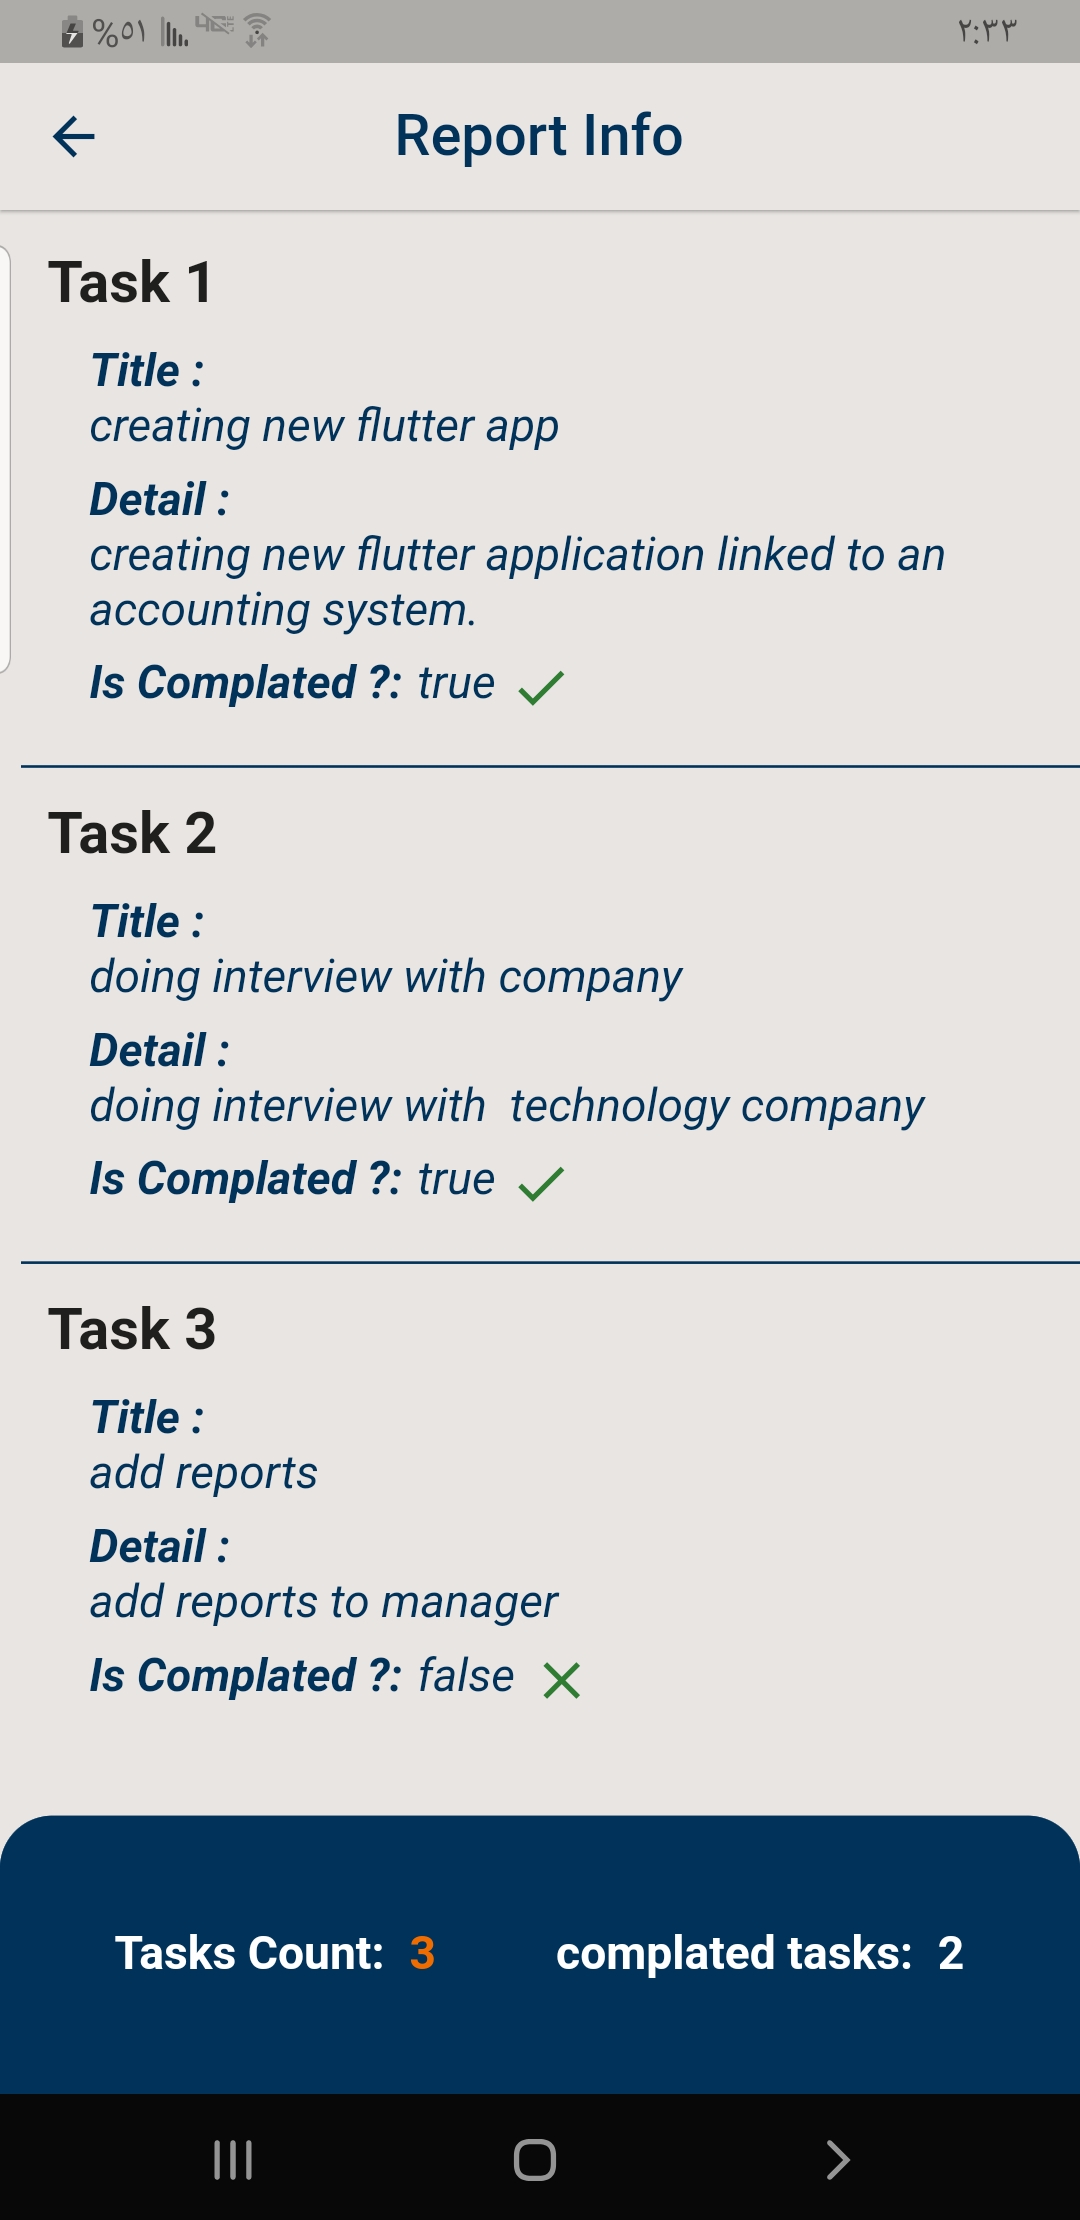 %٥١ ٢:٣٣
Report Info
Task 1
Title :
creating new flutter app
Detail :
creating new flutter application linked to an
accounting system.
Is Complated ?: true
Task 2
Title :
doing interview with company
Detail :
doing interview with  technology company
Is Complated ?: true
Task 3
Title :
add reports
Detail :
add reports to manager
Is Complated ?: false
Tasks Count: 3 complated tasks: 2